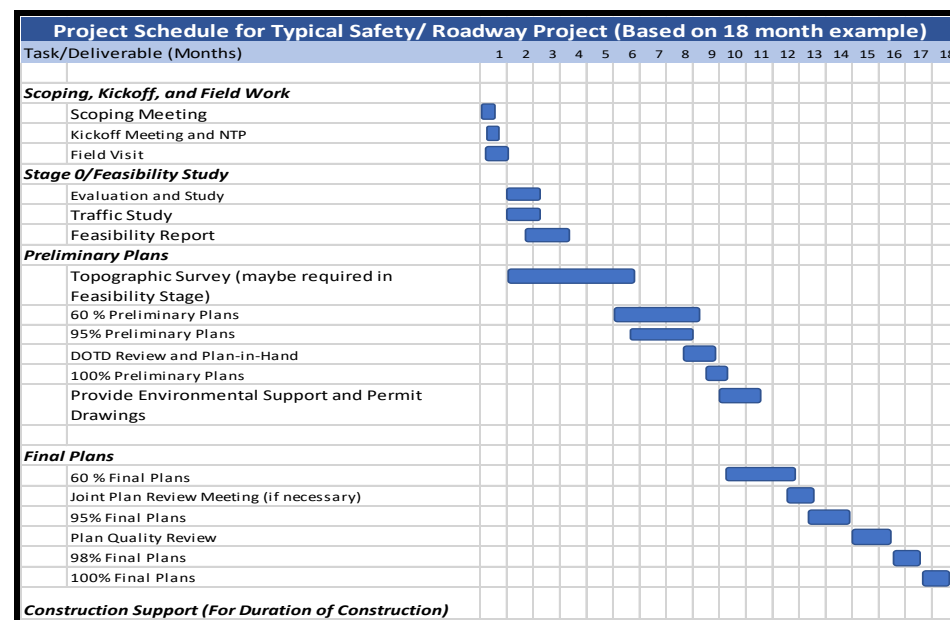 Project Schedule for Typical Safety/ Roadway Project (Based on 18 month example)
Task/Deliverable (Months) 1 2 3 4 5 6 7 8 9 10 11 12 13 14 15 16 17 18
Scoping, Kickoff, and Field Work
Scoping Meeting
Kickoff Meeting and NTP
Field Visit
Stage 0/Feasibility Study
Evaluation and Study
Traffic Study
Feasibility Report
Preliminary Plans
Topographic Survey (maybe required in
Feasibility Stage)
60 % Preliminary Plans
95% Preliminary Plans
DOTD Review and Plan-in-Hand
100% Preliminary Plans
Provide Environmental Support and Permit
Drawings
Final Plans
60 % Final Plans
Joint Plan Review Meeting (if necessary)
95% Final Plans
Plan Quality Review
98% Final Plans
100% Final Plans
Construction Support (For Duration of Construction)